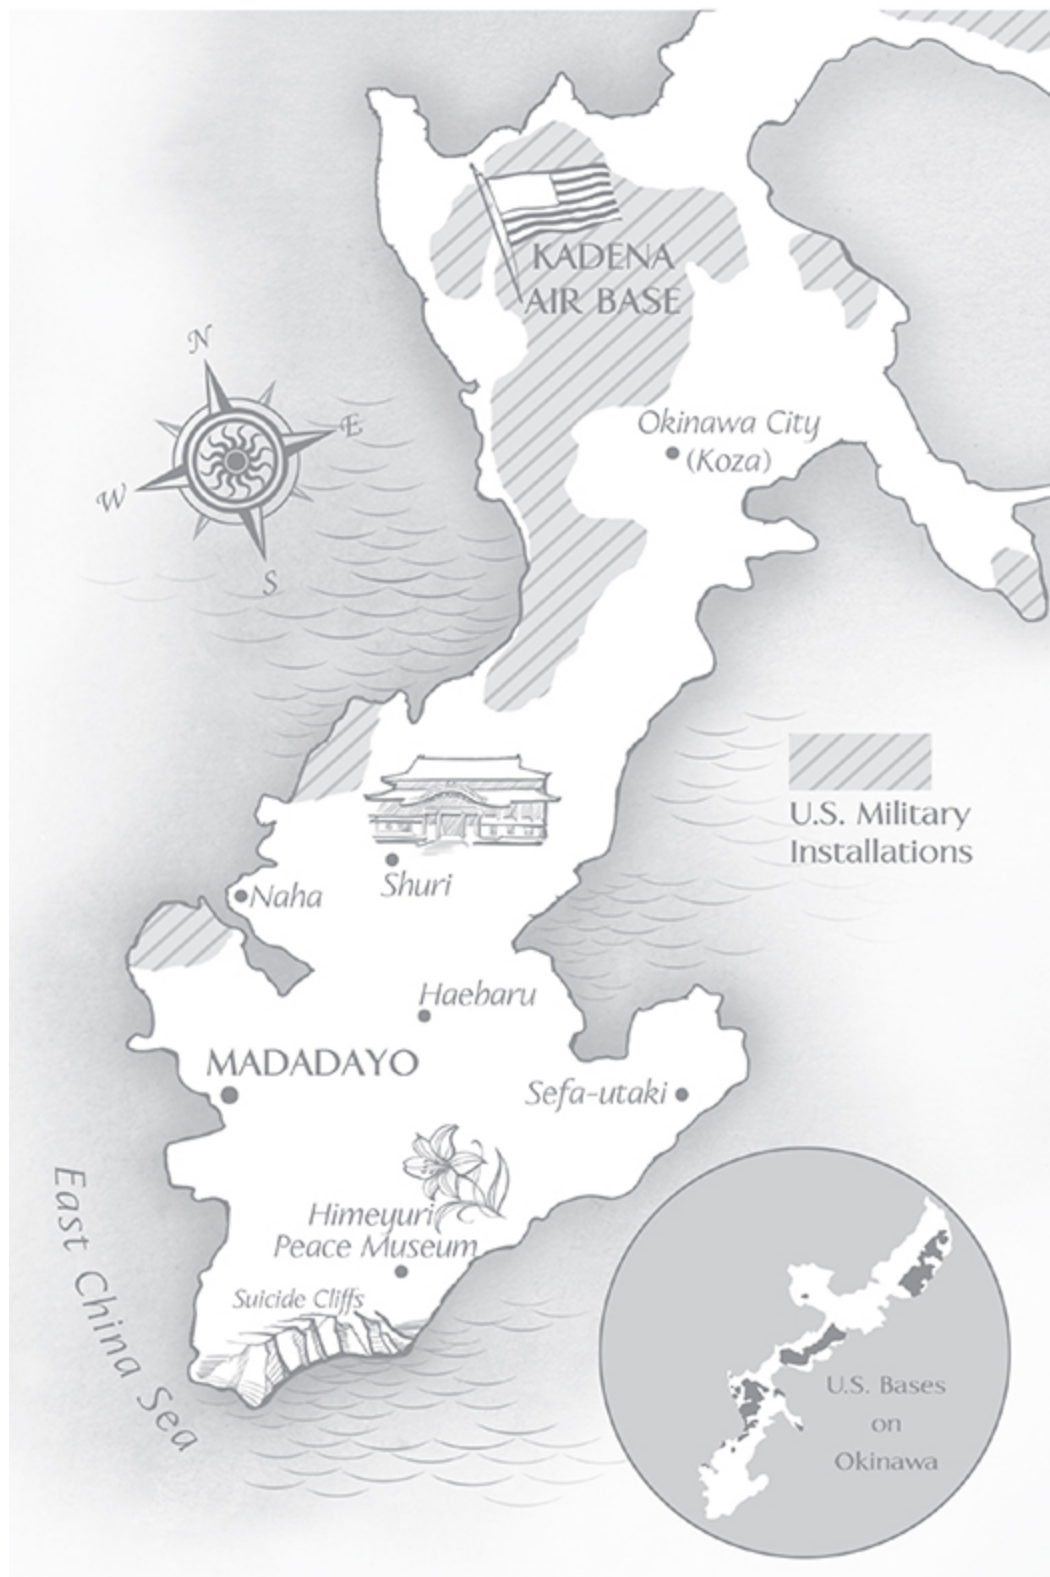 KADENA
AIR BASE
N
E
W
S
Okinawa City
(Koza)
U.S. Military
Installations
Shuri
Naha
Haebaru
MADADAYO
Sefa-utaki
Himeyuri
Peace Museum
Suicide Cliffs
East China Sea
U.S. Bases
on
Okinawa